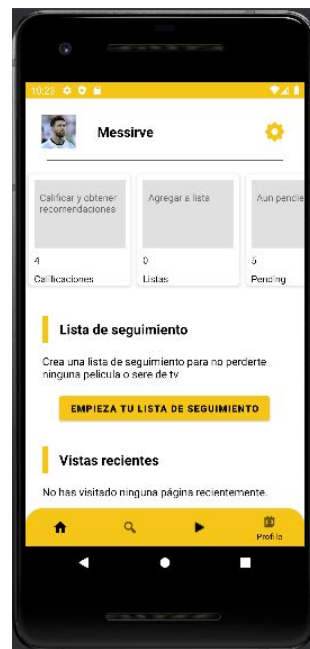 10:23
Messirve
Calificar y obtener
recomendaciones
4
Calificaciones
Agregar a lista
0
Listas
Aun pendie
5
Pending
Lista de seguimiento
Crea una lista de seguimiento para no perderte
ninguna pelicula o sere de tv
EMPIEZA TU LISTA DE SEGUIMIENTO
Vistas recientes
No has visitado ninguna página recientemente.
Profile